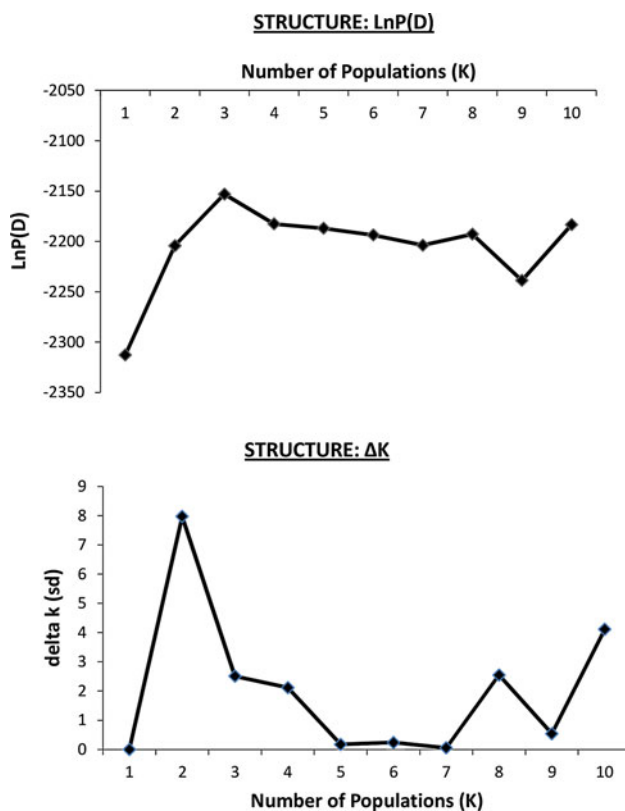 STRUCTURE: LnP(D)
Number of Populations (K)
-2050
1 2 3 4 5 6 7 8 9 10
-2100
-2150
-2200
-2250
-2300
-2350
LnP(D)
STRUCTURE: ΔK
9
8
7
6
5
4
3
2
1
0
delta k (sd)
1 2 3 4 5 6 7 8 9 10
Number of Populations (K)